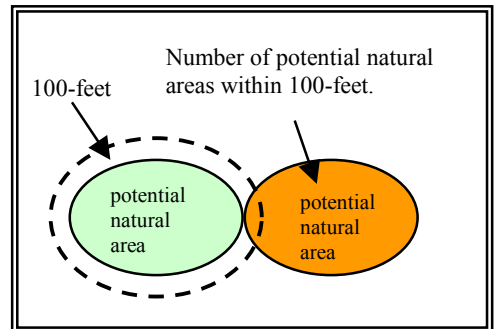 Number of potential natural
areas within 100-feet.
100-feet
potential
natural
area
potential
natural
area